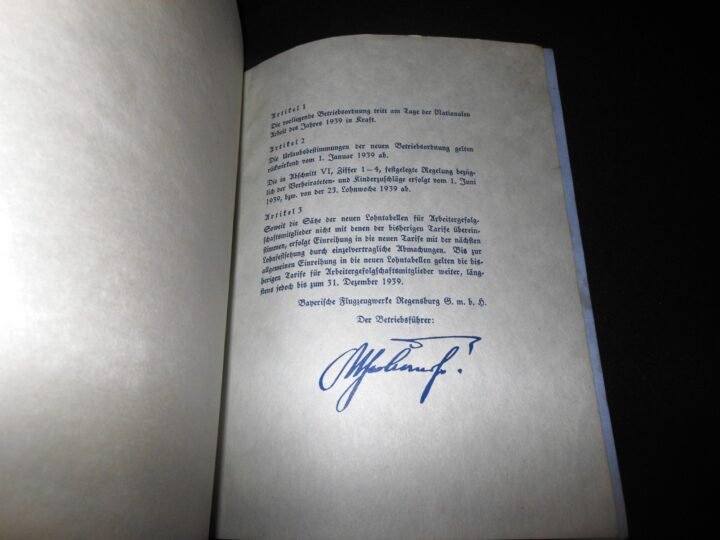 Artikel 1
Die vorliegende Betriebsordnung tritt am Tage der Nationalen
Arbeit des Jahres 1939 in Kraft.
Artikel 2
Die Urlaubsbestimmungen der neuen Betriebsordnung gelten
rückwirkend vom 1. Januar 1939 ab.
Die in Abschnitt VI, Ziffer 1–4, festgelegte Regelung bezüg-
lich der Verheirateten- und Kinderzuschläge erfolgt vom 1. Juni
1939, bzw. von der 23. Lohnwoche 1939 ab.
Artikel 3
Soweit die Sätze der neuen Lohntabellen für Arbeitergefolg-
schaftsmitglieder nicht mit denen der bisherigen Tarife überein-
stimmen, erfolgt Einreihung in die neuen Tarife mit der nächsten
Lohnfestsetzung durch einzelvertragliche Abmachungen. Bis zur
allgemeinen Einreihung in die neuen Lohntabellen gelten die bis-
herigen Tarife für Arbeitergefolgschaftsmitglieder weiter, läng-
stens jedoch bis zum 31. Dezember 1939.
Bayerische Flugzeugwerke Regensburg G. m. b. H.
Der Betriebsführer: